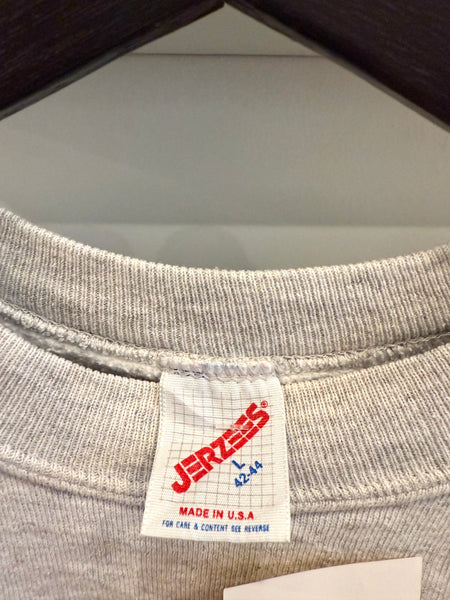 JERZEES®
L
42-44
MADE IN U.S.A
FOR CARE & CONTENT SEE REVERSE